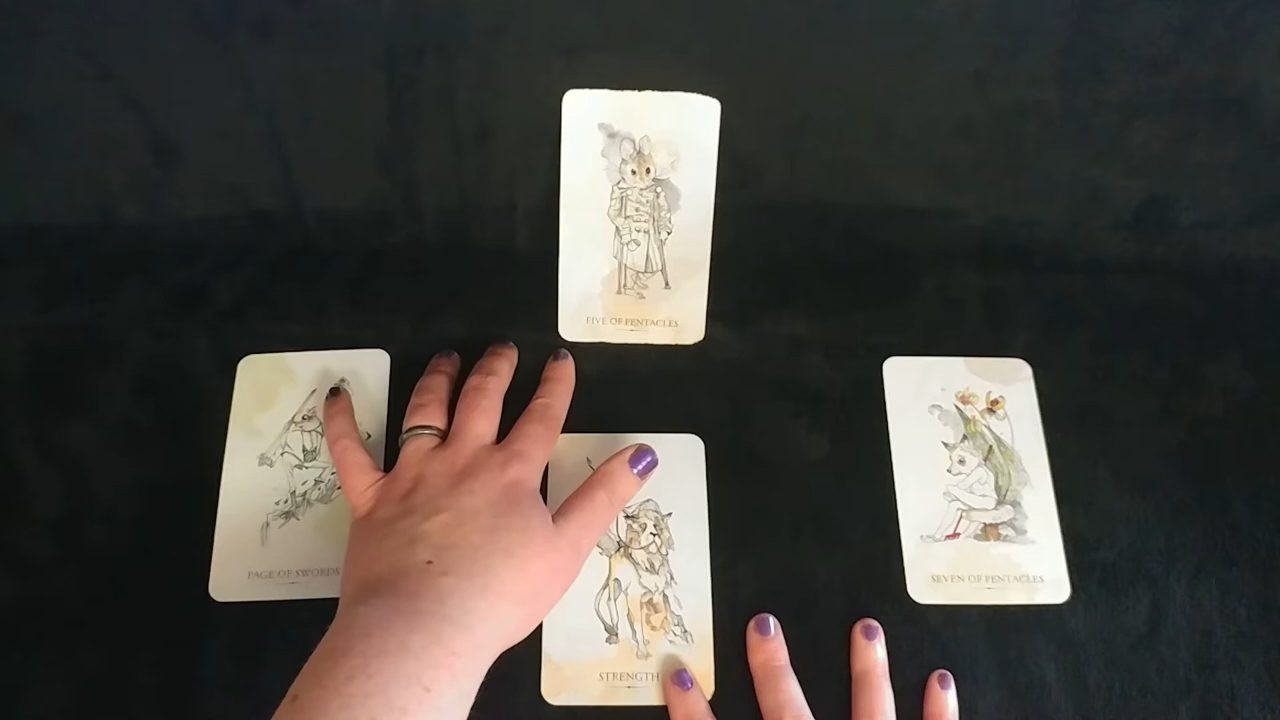 FIVE OF PENTACLES
PAGE OF SWORDS
SEVEN OF PENTACLES
STRENGTH